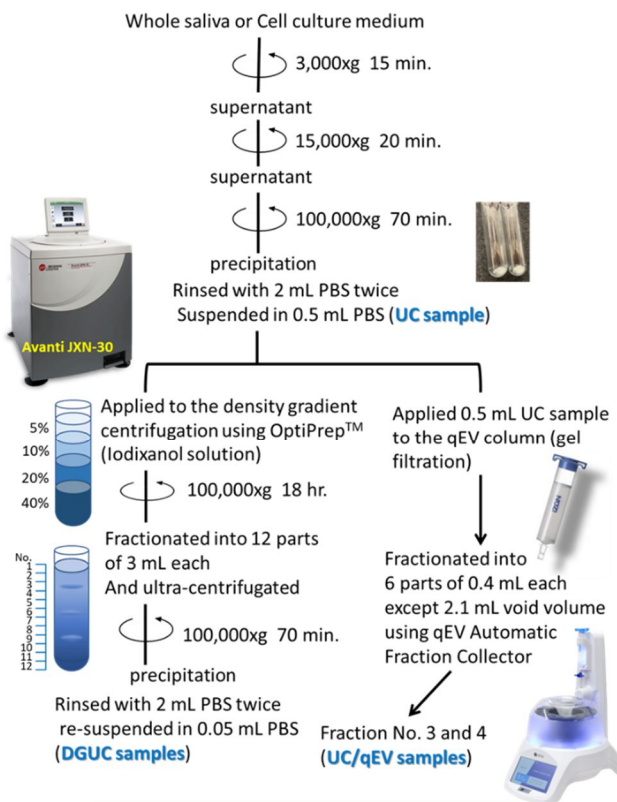 Whole saliva or Cell culture medium
3,000xg 15 min.
supernatant
15,000xg 20 min.
supernatant
100,000xg 70 min.
precipitation
Rinsed with 2 mL PBS twice
Suspended in 0.5 mL PBS (UC sample)
Avanti JXN-30
5%
10%
20%
40%
Applied to the density gradient
centrifugation using OptiPrep™
(Iodixanol solution)
100,000xg 18 hr.
Fractionated into 12 parts
of 3 mL each
And ultra-centrifugated
No.
1
2
3
4
5
6
7
8
9
10
11
12
100,000xg 70 min.
precipitation
Rinsed with 2 mL PBS twice
re-suspended in 0.05 mL PBS
(DGUC samples)
Applied 0.5 mL UC sample
to the qEV column (gel
filtration)
Fractionated into
6 parts of 0.4 mL each
except 2.1 mL void volume
using qEV Automatic
Fraction Collector
Fraction No. 3 and 4
(UC/qEV samples)